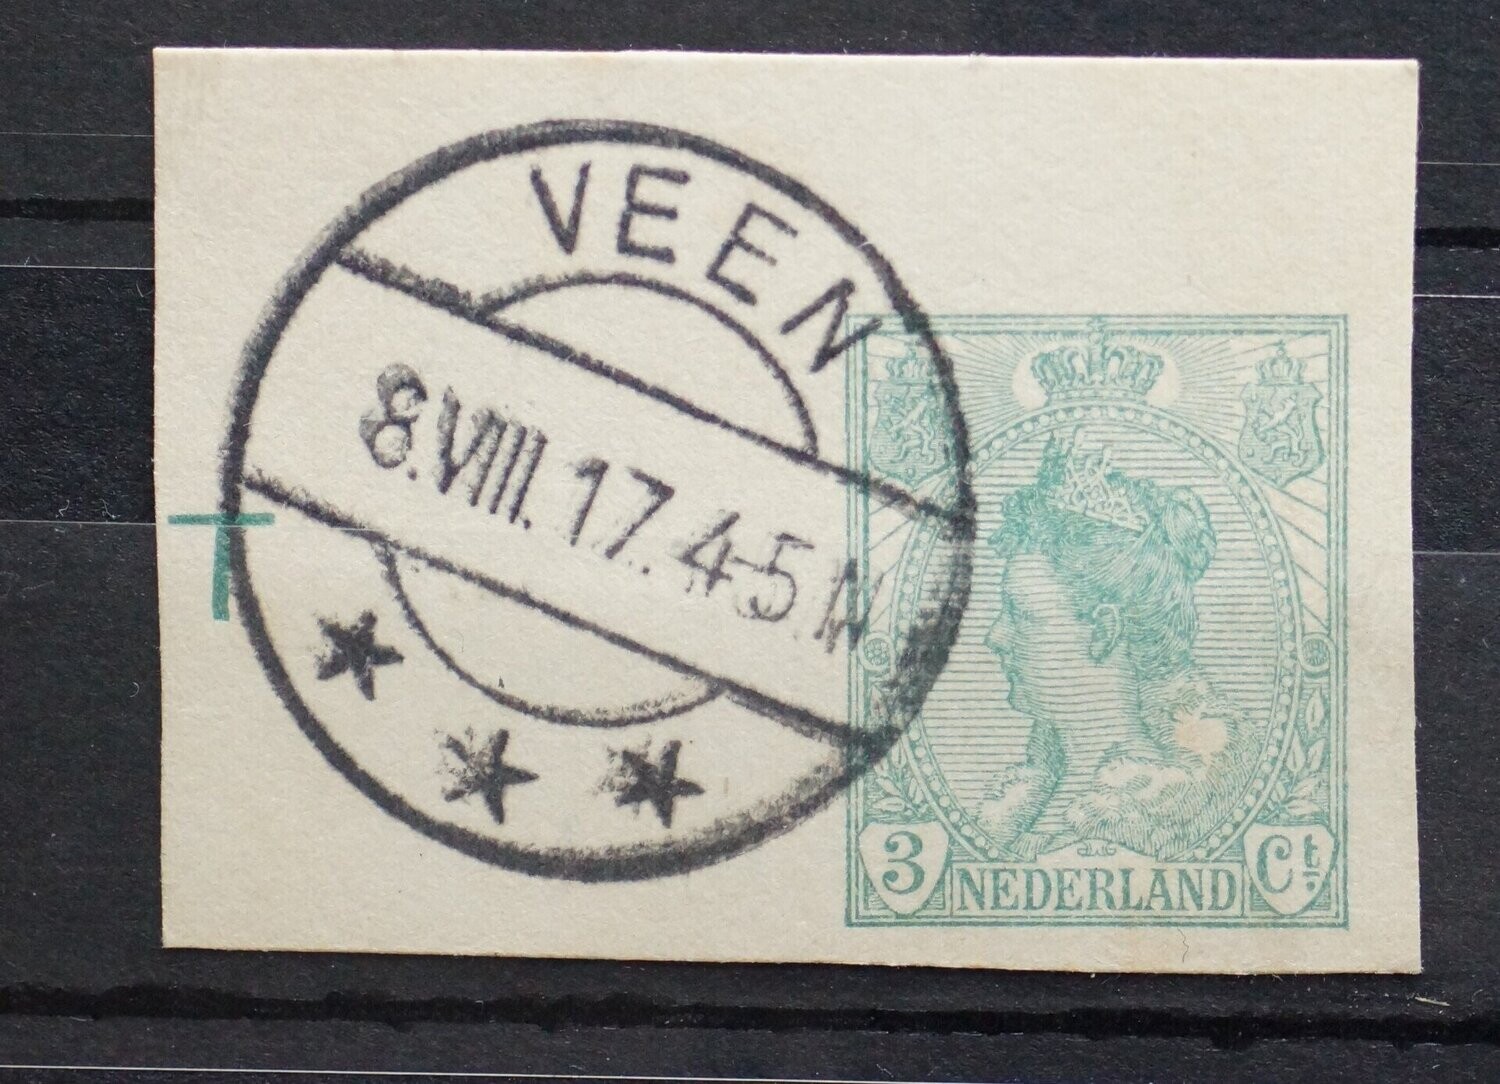 VEEN
8.VIII.17.4-5.N
3 NEDERLAND Ct.